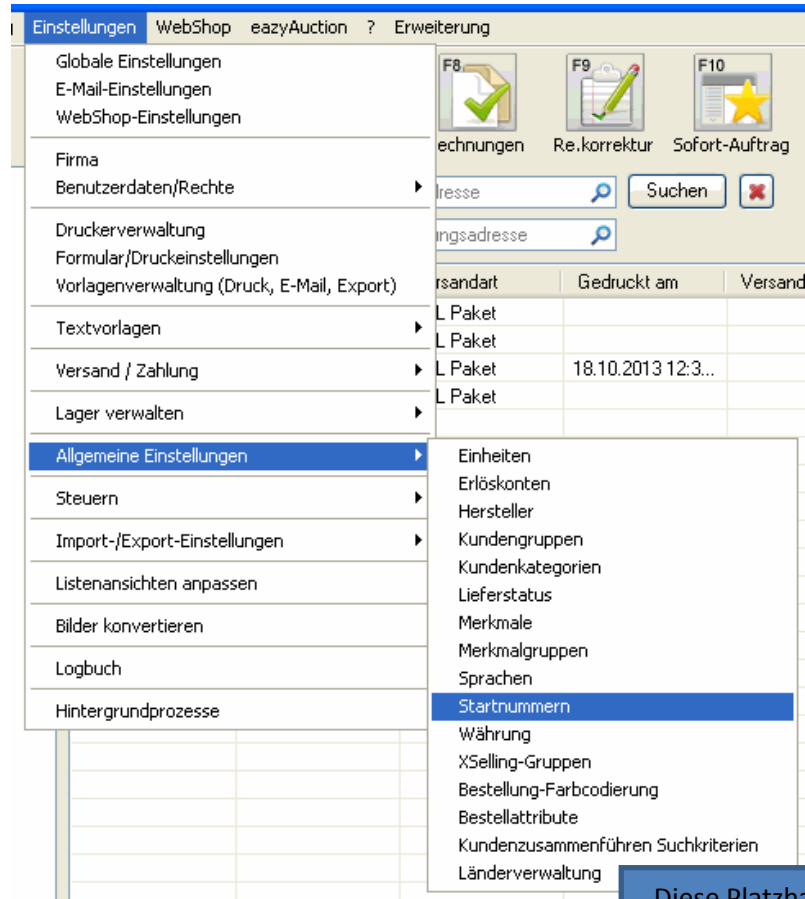 Einstellungen WebShop eazyAuction ? Erweiterung
Globale Einstellungen
E-Mail-Einstellungen
WebShop-Einstellungen
Firma
Benutzerdaten/Rechte
Druckerverwaltung
Formular/Druckeinstellungen
Vorlagenverwaltung (Druck, E-Mail, Export)
Textvorlagen
Versand / Zahlung
Lager verwalten
Allgemeine Einstellungen
Steuern
Import-/Export-Einstellungen
Listenansichten anpassen
Bilder konvertieren
Logbuch
Hintergrundprozesse
F8 F9 F10
echnungen Re.korrektur Sofort-Auftrag
dresse Suchen
ungsadresse
rsandart Gedruckt am Versand
L Paket
L Paket
L Paket 18.10.2013 12:3...
L Paket
Einheiten
Erlöskonten
Hersteller
Kundengruppen
Kundenkategorien
Lieferstatus
Merkmale
Merkmalgruppen
Sprachen
Startnummern
Währung
XSelling-Gruppen
Bestellung-Farbcodierung
Bestellattribute
Kundenzusammenführen Suchkriterien
Länderverwaltung
Diese Platzha